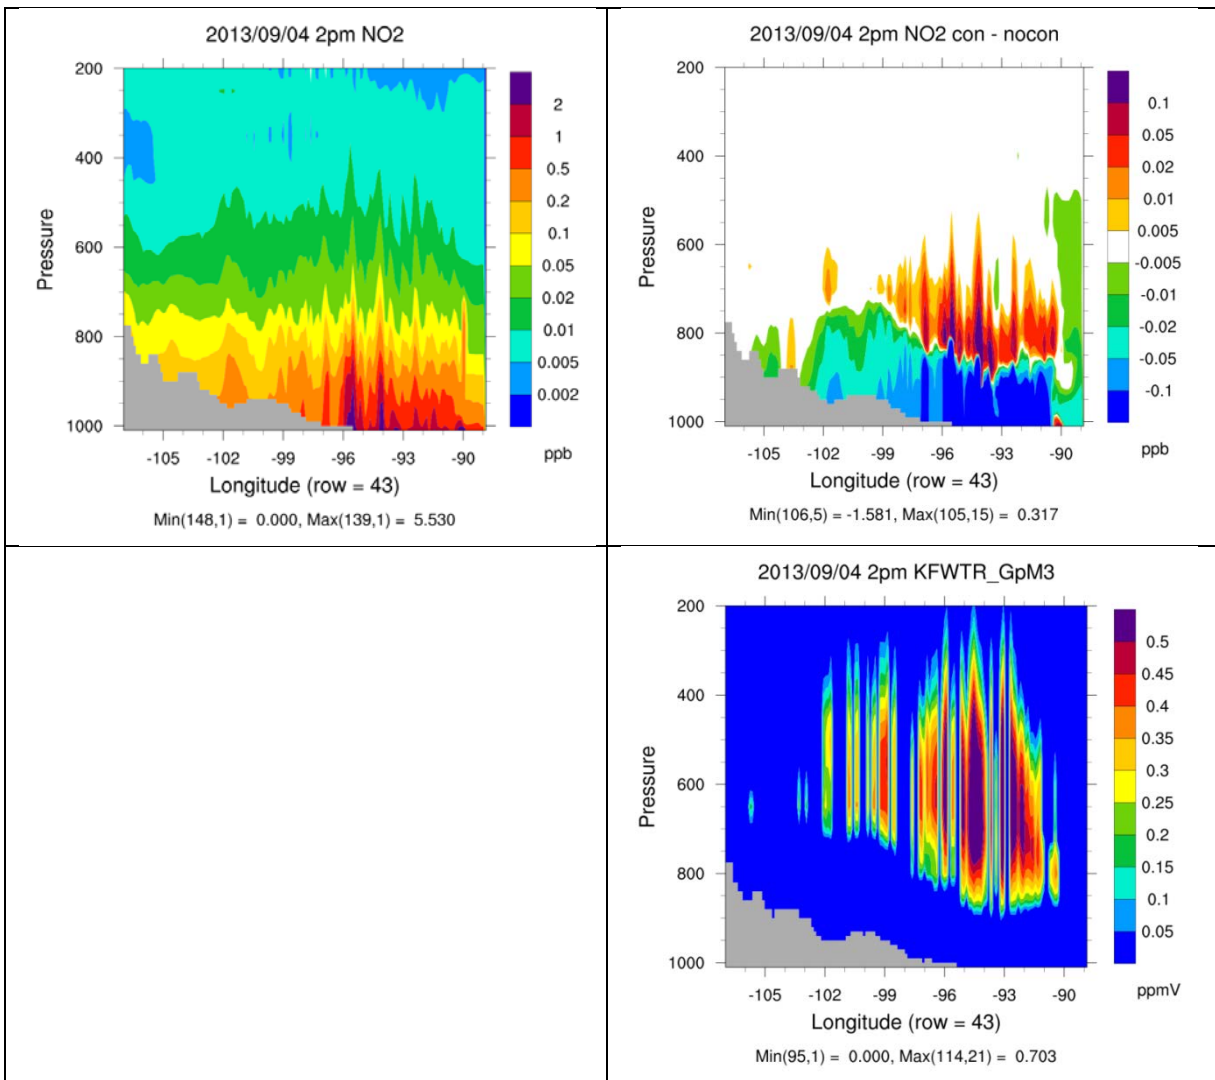 2013/09/04 2pm NO2
200
400
600
800
1000
Pressure
-105 -102 -99 -96 -93 -90
Longitude (row = 43)
Min(148,1) = 0.000, Max(139,1) = 5.530
2
1
0.5
0.2
0.1
0.05
0.02
0.01
0.005
0.002
ppb
2013/09/04 2pm NO2 con - nocon
200
400
600
800
1000
Pressure
-105 -102 -99 -96 -93 -90
Longitude (row = 43)
Min(106,5) = -1.581, Max(105,15) = 0.317
0.1
0.05
0.02
0.01
0.005
-0.005
-0.01
-0.02
-0.05
-0.1
ppb
2013/09/04 2pm KFWTR_GpM3
200
400
600
800
1000
Pressure
-105 -102 -99 -96 -93 -90
Longitude (row = 43)
Min(95,1) = 0.000, Max(114,21) = 0.703
0.5
0.45
0.4
0.35
0.3
0.25
0.2
0.15
0.1
0.05
ppmV